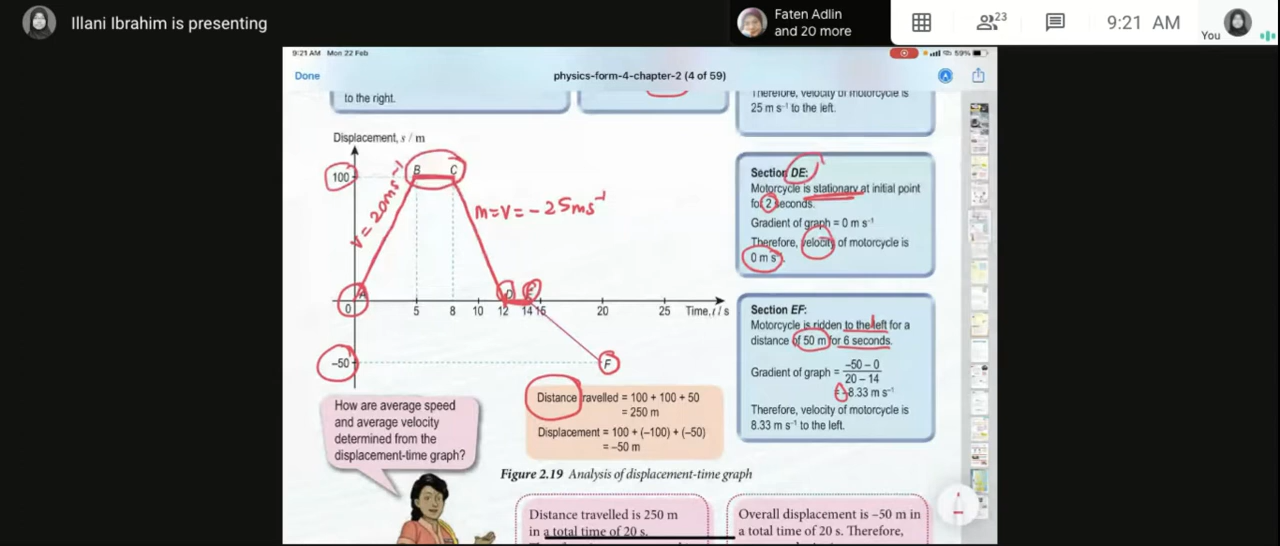 Illani Ibrahim is presenting
Faten Adlin
and 20 more
23
9:21 AM
You
9:21 AM Mon 22 Feb
59%
Done
physics-form-4-chapter-2 (4 of 59)
to the right.
Therefore, velocity of motorcycle is
25 m s⁻¹ to the left.
Displacement, s / m
100
B
C
V = 20ms⁻¹
m=V= -25ms⁻¹
A
D
E
0
5
8
10
12
14
15
20
25
Time, t / s
-50
F
Section DE:
Motorcycle is stationary at initial point
for 2 seconds.
Gradient of graph = 0 m s⁻¹
Therefore, velocity of motorcycle is
0 m s⁻¹.
Section EF:
Motorcycle is ridden to the left for a
distance of 50 m for 6 seconds.
Gradient of graph = −50 − 0
20 − 14
= −8.33 m s⁻¹
Therefore, velocity of motorcycle is
8.33 m s⁻¹ to the left.
Distance travelled = 100 + 100 + 50
= 250 m
Displacement = 100 + (−100) + (−50)
= −50 m
How are average speed
and average velocity
determined from the
displacement-time graph?
Figure 2.19 Analysis of displacement-time graph
Distance travelled is 250 m
in a total time of 20 s.
Overall displacement is −50 m in
a total time of 20 s. Therefore,